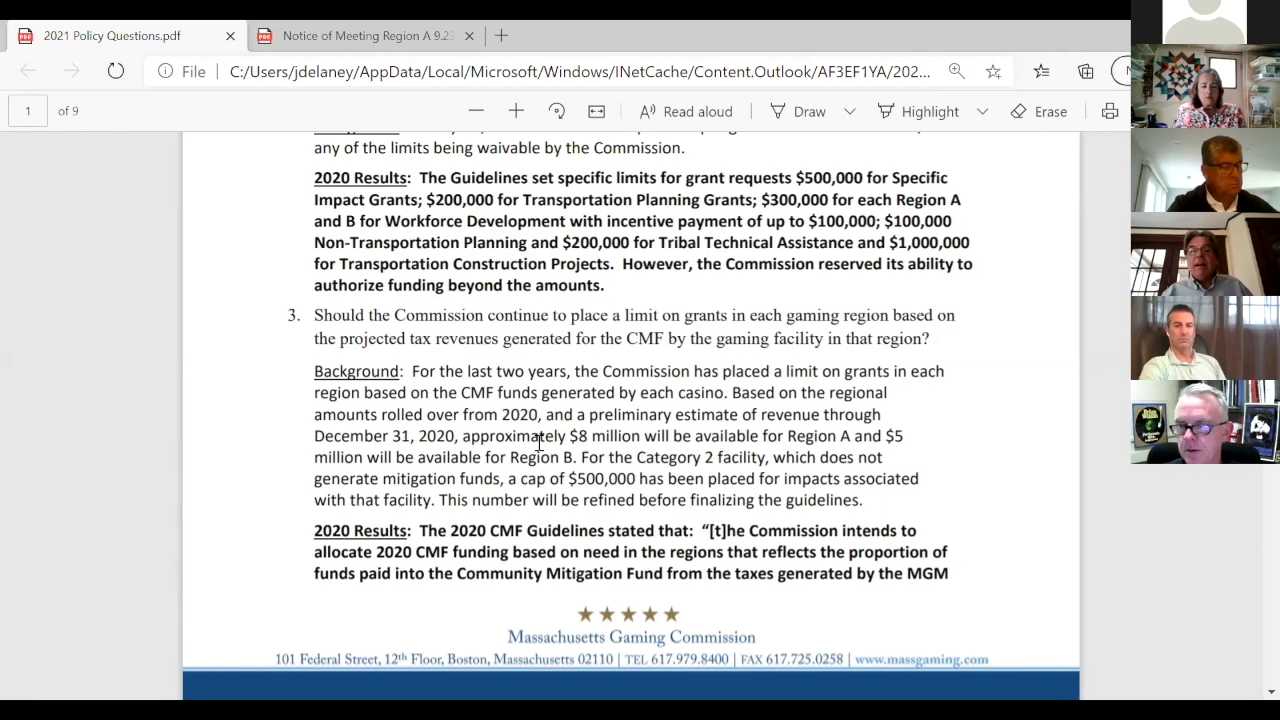 2021 Policy Questions.pdf
Notice of Meeting Region A 9.23
File
C:/Users/jdelaney/AppData/Local/Microsoft/Windows/INetCache/Content.Outlook/AF3EF1YA/202...
1 of 9
Read aloud
Draw
Highlight
Erase
any of the limits being waivable by the Commission.
2020 Results: The Guidelines set specific limits for grant requests $500,000 for Specific
Impact Grants; $200,000 for Transportation Planning Grants; $300,000 for each Region A
and B for Workforce Development with incentive payment of up to $100,000; $100,000
Non-Transportation Planning and $200,000 for Tribal Technical Assistance and $1,000,000
for Transportation Construction Projects. However, the Commission reserved its ability to
authorize funding beyond the amounts.
3. Should the Commission continue to place a limit on grants in each gaming region based on
the projected tax revenues generated for the CMF by the gaming facility in that region?
Background: For the last two years, the Commission has placed a limit on grants in each
region based on the CMF funds generated by each casino. Based on the regional
amounts rolled over from 2020, and a preliminary estimate of revenue through
December 31, 2020, approximately $8 million will be available for Region A and $5
million will be available for Region B. For the Category 2 facility, which does not
generate mitigation funds, a cap of $500,000 has been placed for impacts associated
with that facility. This number will be refined before finalizing the guidelines.
2020 Results: The 2020 CMF Guidelines stated that: “[t]he Commission intends to
allocate 2020 CMF funding based on need in the regions that reflects the proportion of
funds paid into the Community Mitigation Fund from the taxes generated by the MGM
★ ★ ★ ★ ★
Massachusetts Gaming Commission
101 Federal Street, 12th Floor, Boston, Massachusetts 02110 | TEL 617.979.8400 | FAX 617.725.0258 | www.massgaming.com